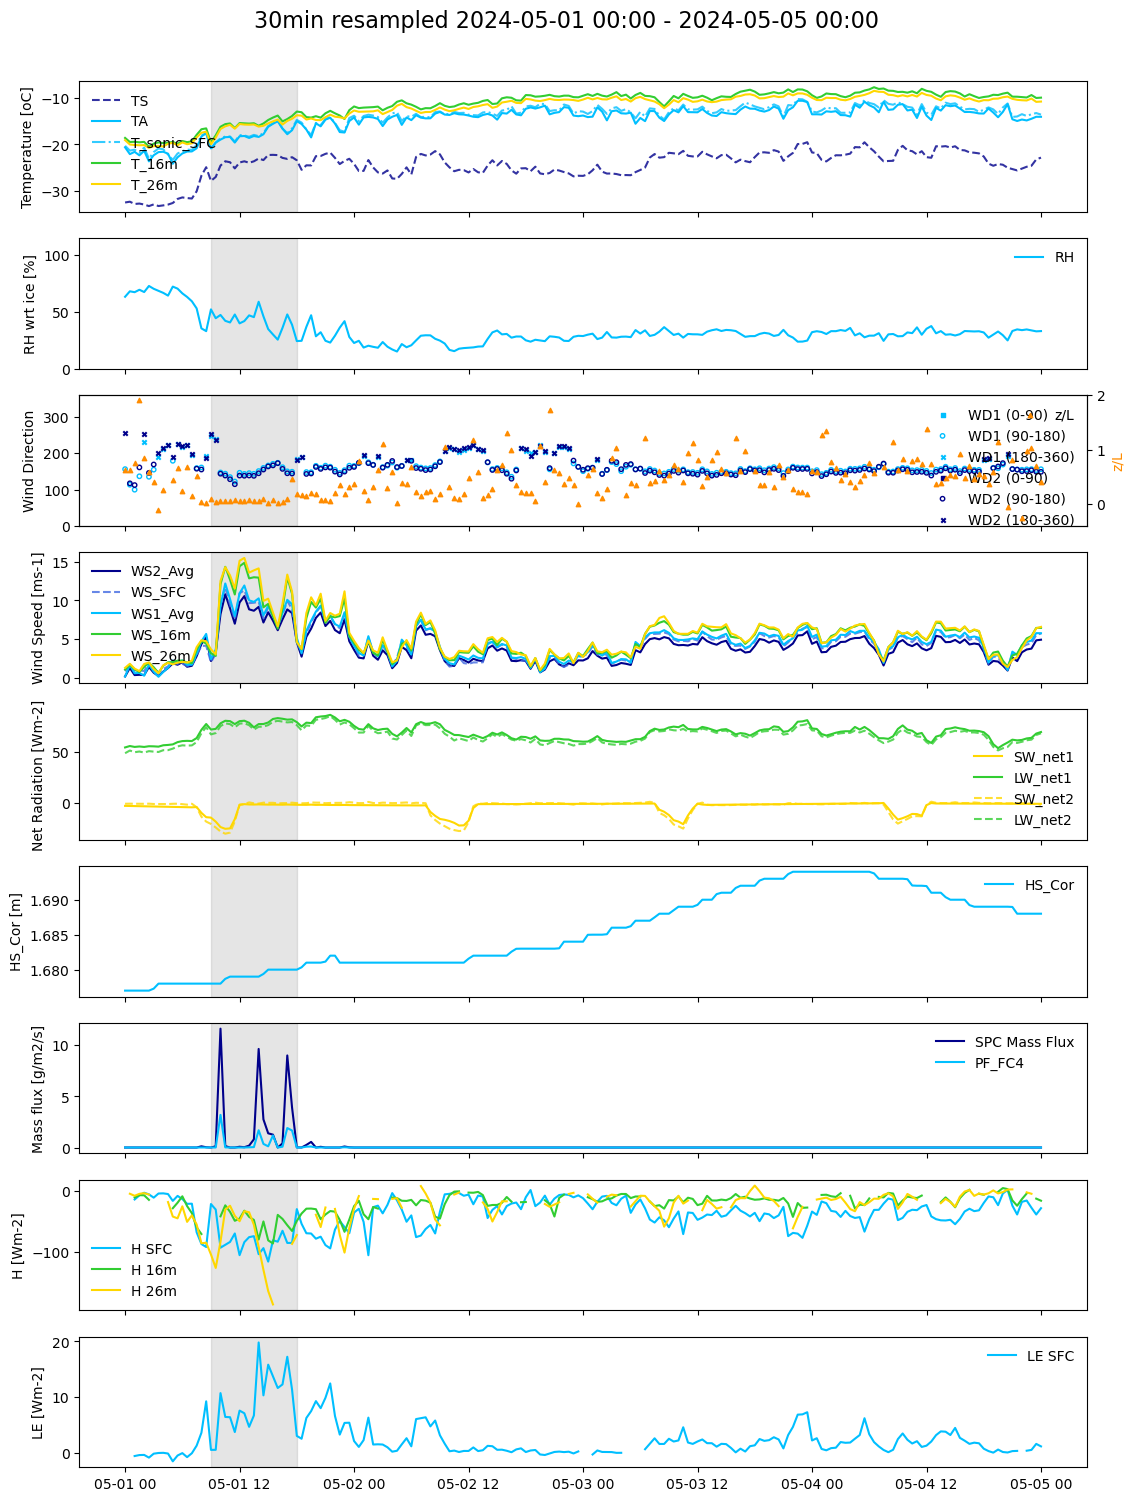 30min resampled 2024-05-01 00:00 - 2024-05-05 00:00
Temperature [oC]
−10
−20
−30
TS
TA
T_sonic_SFC
T_16m
T_26m
RH wrt ice [%]
100
50
0
RH
Wind Direction
300
200
100
0
WD1 (0-90)
WD1 (90-180)
WD1 (180-360)
WD2 (0-90)
WD2 (90-180)
WD2 (180-360)
z/L
2
1
0
z/L
Wind Speed [ms-1]
15
10
5
0
WS2_Avg
WS_SFC
WS1_Avg
WS_16m
WS_26m
Net Radiation [Wm-2]
50
0
SW_net1
LW_net1
SW_net2
LW_net2
HS_Cor [m]
1.690
1.685
1.680
HS_Cor
Mass flux [g/m2/s]
10
5
0
SPC Mass Flux
PF_FC4
H [Wm-2]
0
−100
H SFC
H 16m
H 26m
LE [Wm-2]
20
10
0
LE SFC
05-01 00
05-01 12
05-02 00
05-02 12
05-03 00
05-03 12
05-04 00
05-04 12
05-05 00